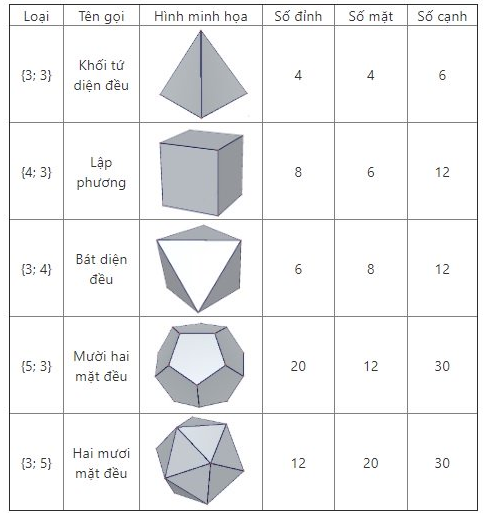 Loại Tên gọi Hình minh họa Số đỉnh Số mặt Số cạnh
{3; 3} Khối tứ diện đều 4 4 6
{4; 3} Lập phương 8 6 12
{3; 4} Bát diện đều 6 8 12
{5; 3} Mười hai mặt đều 20 12 30
{3; 5} Hai mươi mặt đều 12 20 30